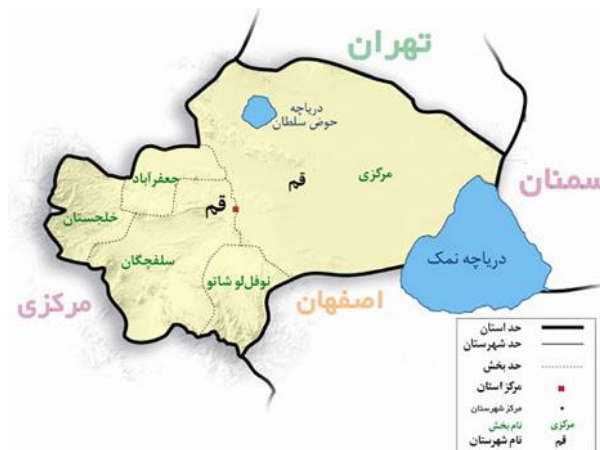 تهران
دریاچه
حوض سلطان
سمنان
مرکزی
قم
جعفرآباد
قم
خلجستان
سلفچگان
نوفل‌لو شاتو
دریاچه نمک
اصفهان
مرکزی
حد استان
حد شهرستان
حد بخش
مرکز استان
مرکز شهرستان
مرکزی نام بخش
قم نام شهرستان